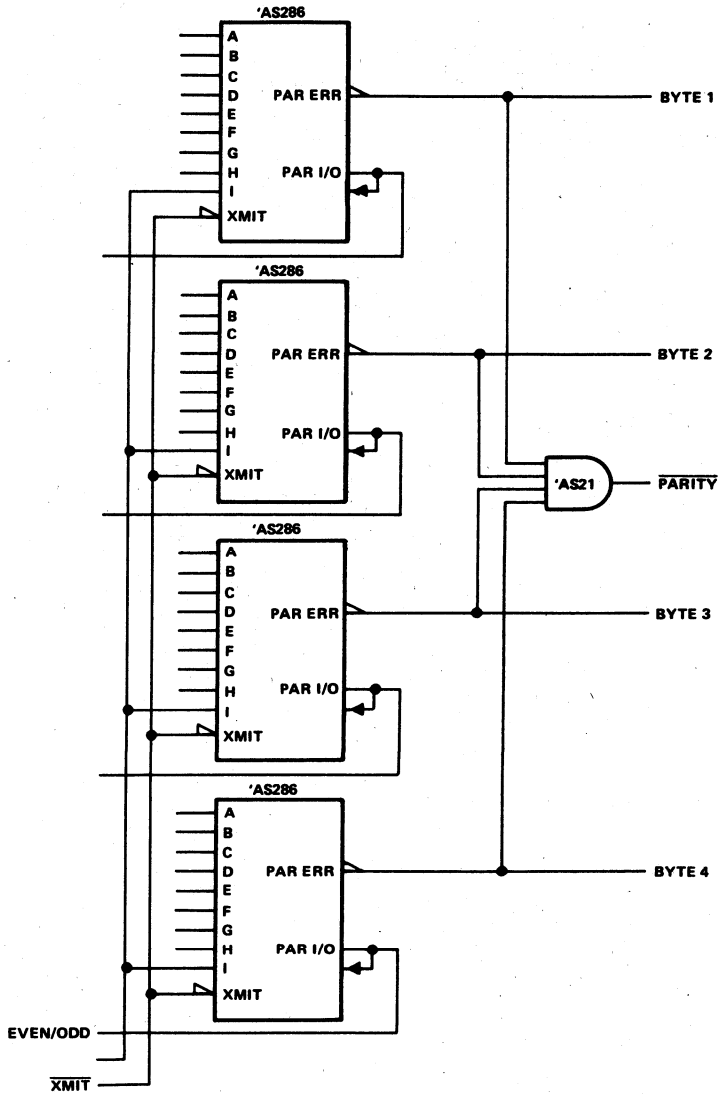 'AS286
A
B
C
D PAR ERR BYTE 1
E
F
G
H PAR I/O
I
XMIT
'AS286
A
B
C
D PAR ERR BYTE 2
E
F
G
H PAR I/O
I
XMIT
'AS21 PARITY
'AS286
A
B
C
D PAR ERR BYTE 3
E
F
G
H PAR I/O
I
XMIT
'AS286
A
B
C
D PAR ERR BYTE 4
E
F
G
H PAR I/O
I
XMIT
EVEN/ODD
XMIT